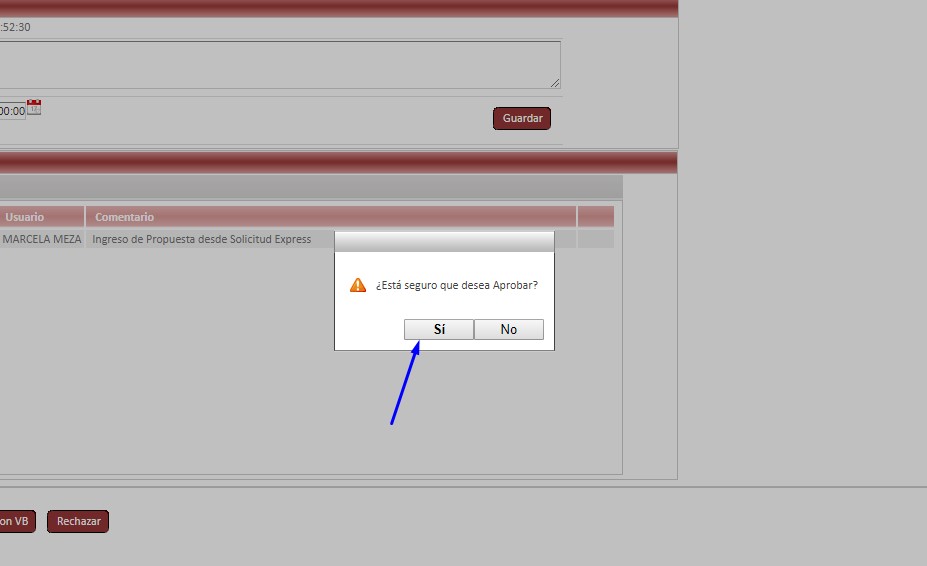 :52:30
00:00
Guardar
Usuario Comentario
MARCELA MEZA Ingreso de Propuesta desde Solicitud Express
¿Está seguro que desea Aprobar?
Sí No
on VB Rechazar